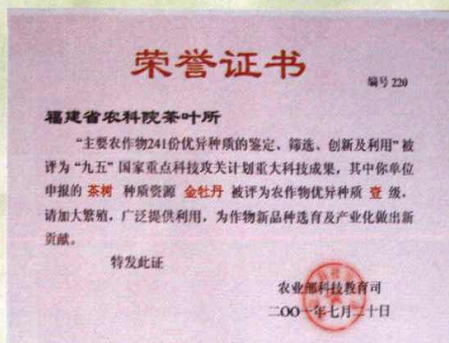 荣誉证书
编号 220
福建省农科院茶叶所
“主要农作物241份优异种质的鉴定、筛选、创新及利用”被
评为“九五”国家重点科技攻关计划重大科技成果，其中你单位
申报的 茶树 种质资源 金牡丹 被评为农作物优异种质 壹 级，
请加大繁殖，广泛提供利用，为作物新品种选育及产业化做出新
贡献。
特发此证
农业部科技教育司
二〇〇一年七月二十日